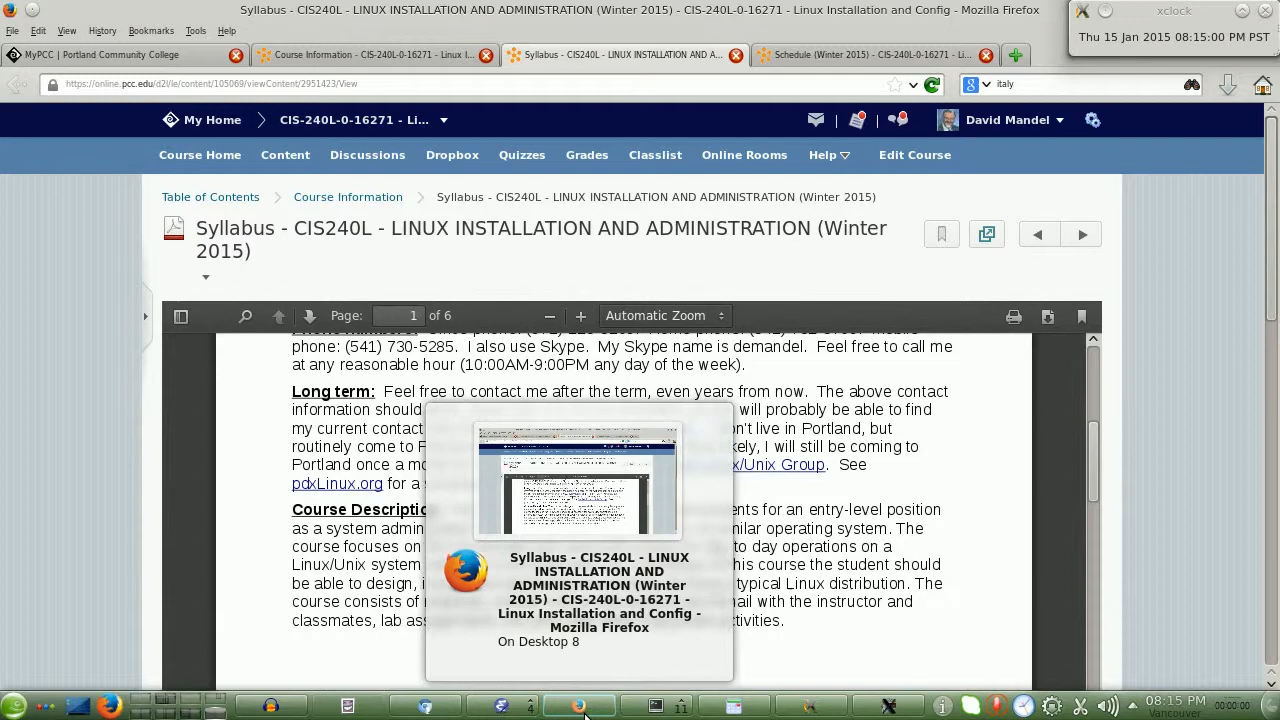 Syllabus - CIS240L - LINUX INSTALLATION AND ADMINISTRATION (Winter 2015) - CIS-240L-0-16271 - Linux Installation and Config - Mozilla Firefox
xclock
File Edit View History Bookmarks Tools Help
Thu 15 Jan 2015 08:15:00 PM PST
MyPCC | Portland Community College
Course Information - CIS-240L-0-16271 - Linux I...
Syllabus - CIS240L - LINUX INSTALLATION AND A...
Schedule (Winter 2015) - CIS-240L-0-16271 - Li...
https://online.pcc.edu/d2l/le/content/105069/viewContent/2951423/View
italy
My Home
CIS-240L-0-16271 - Li...
David Mandel
Course Home Content Discussions Dropbox Quizzes Grades Classlist Online Rooms Help Edit Course
Table of Contents Course Information Syllabus - CIS240L - LINUX INSTALLATION AND ADMINISTRATION (Winter 2015)
Syllabus - CIS240L - LINUX INSTALLATION AND ADMINISTRATION (Winter
2015)
Page: 1 of 6
Automatic Zoom
phone: (541) 730-5285. I also use Skype. My Skype name is demandel. Feel free to call me
at any reasonable hour (10:00AM-9:00PM any day of the week).
Long term: Feel free to contact me after the term, even years from now. The above contact
information should will probably be able to find
my current contact n't live in Portland, but
routinely come to kely, I will still be coming to
Portland once a mo x/Unix Group. See
pdxLinux.org for a
Course Descriptio ents for an entry-level position
as a system admin milar operating system. The
course focuses on to day operations on a
Linux/Unix system his course the student should
be able to design, i typical Linux distribution. The
course consists of mail with the instructor and
classmates, lab ass ctivities.
Syllabus - CIS240L - LINUX
INSTALLATION AND
ADMINISTRATION (Winter
2015) - CIS-240L-0-16271 -
Linux Installation and Config -
Mozilla Firefox
On Desktop 8
4
11
08:15 PM
Vancouver
00:00:00